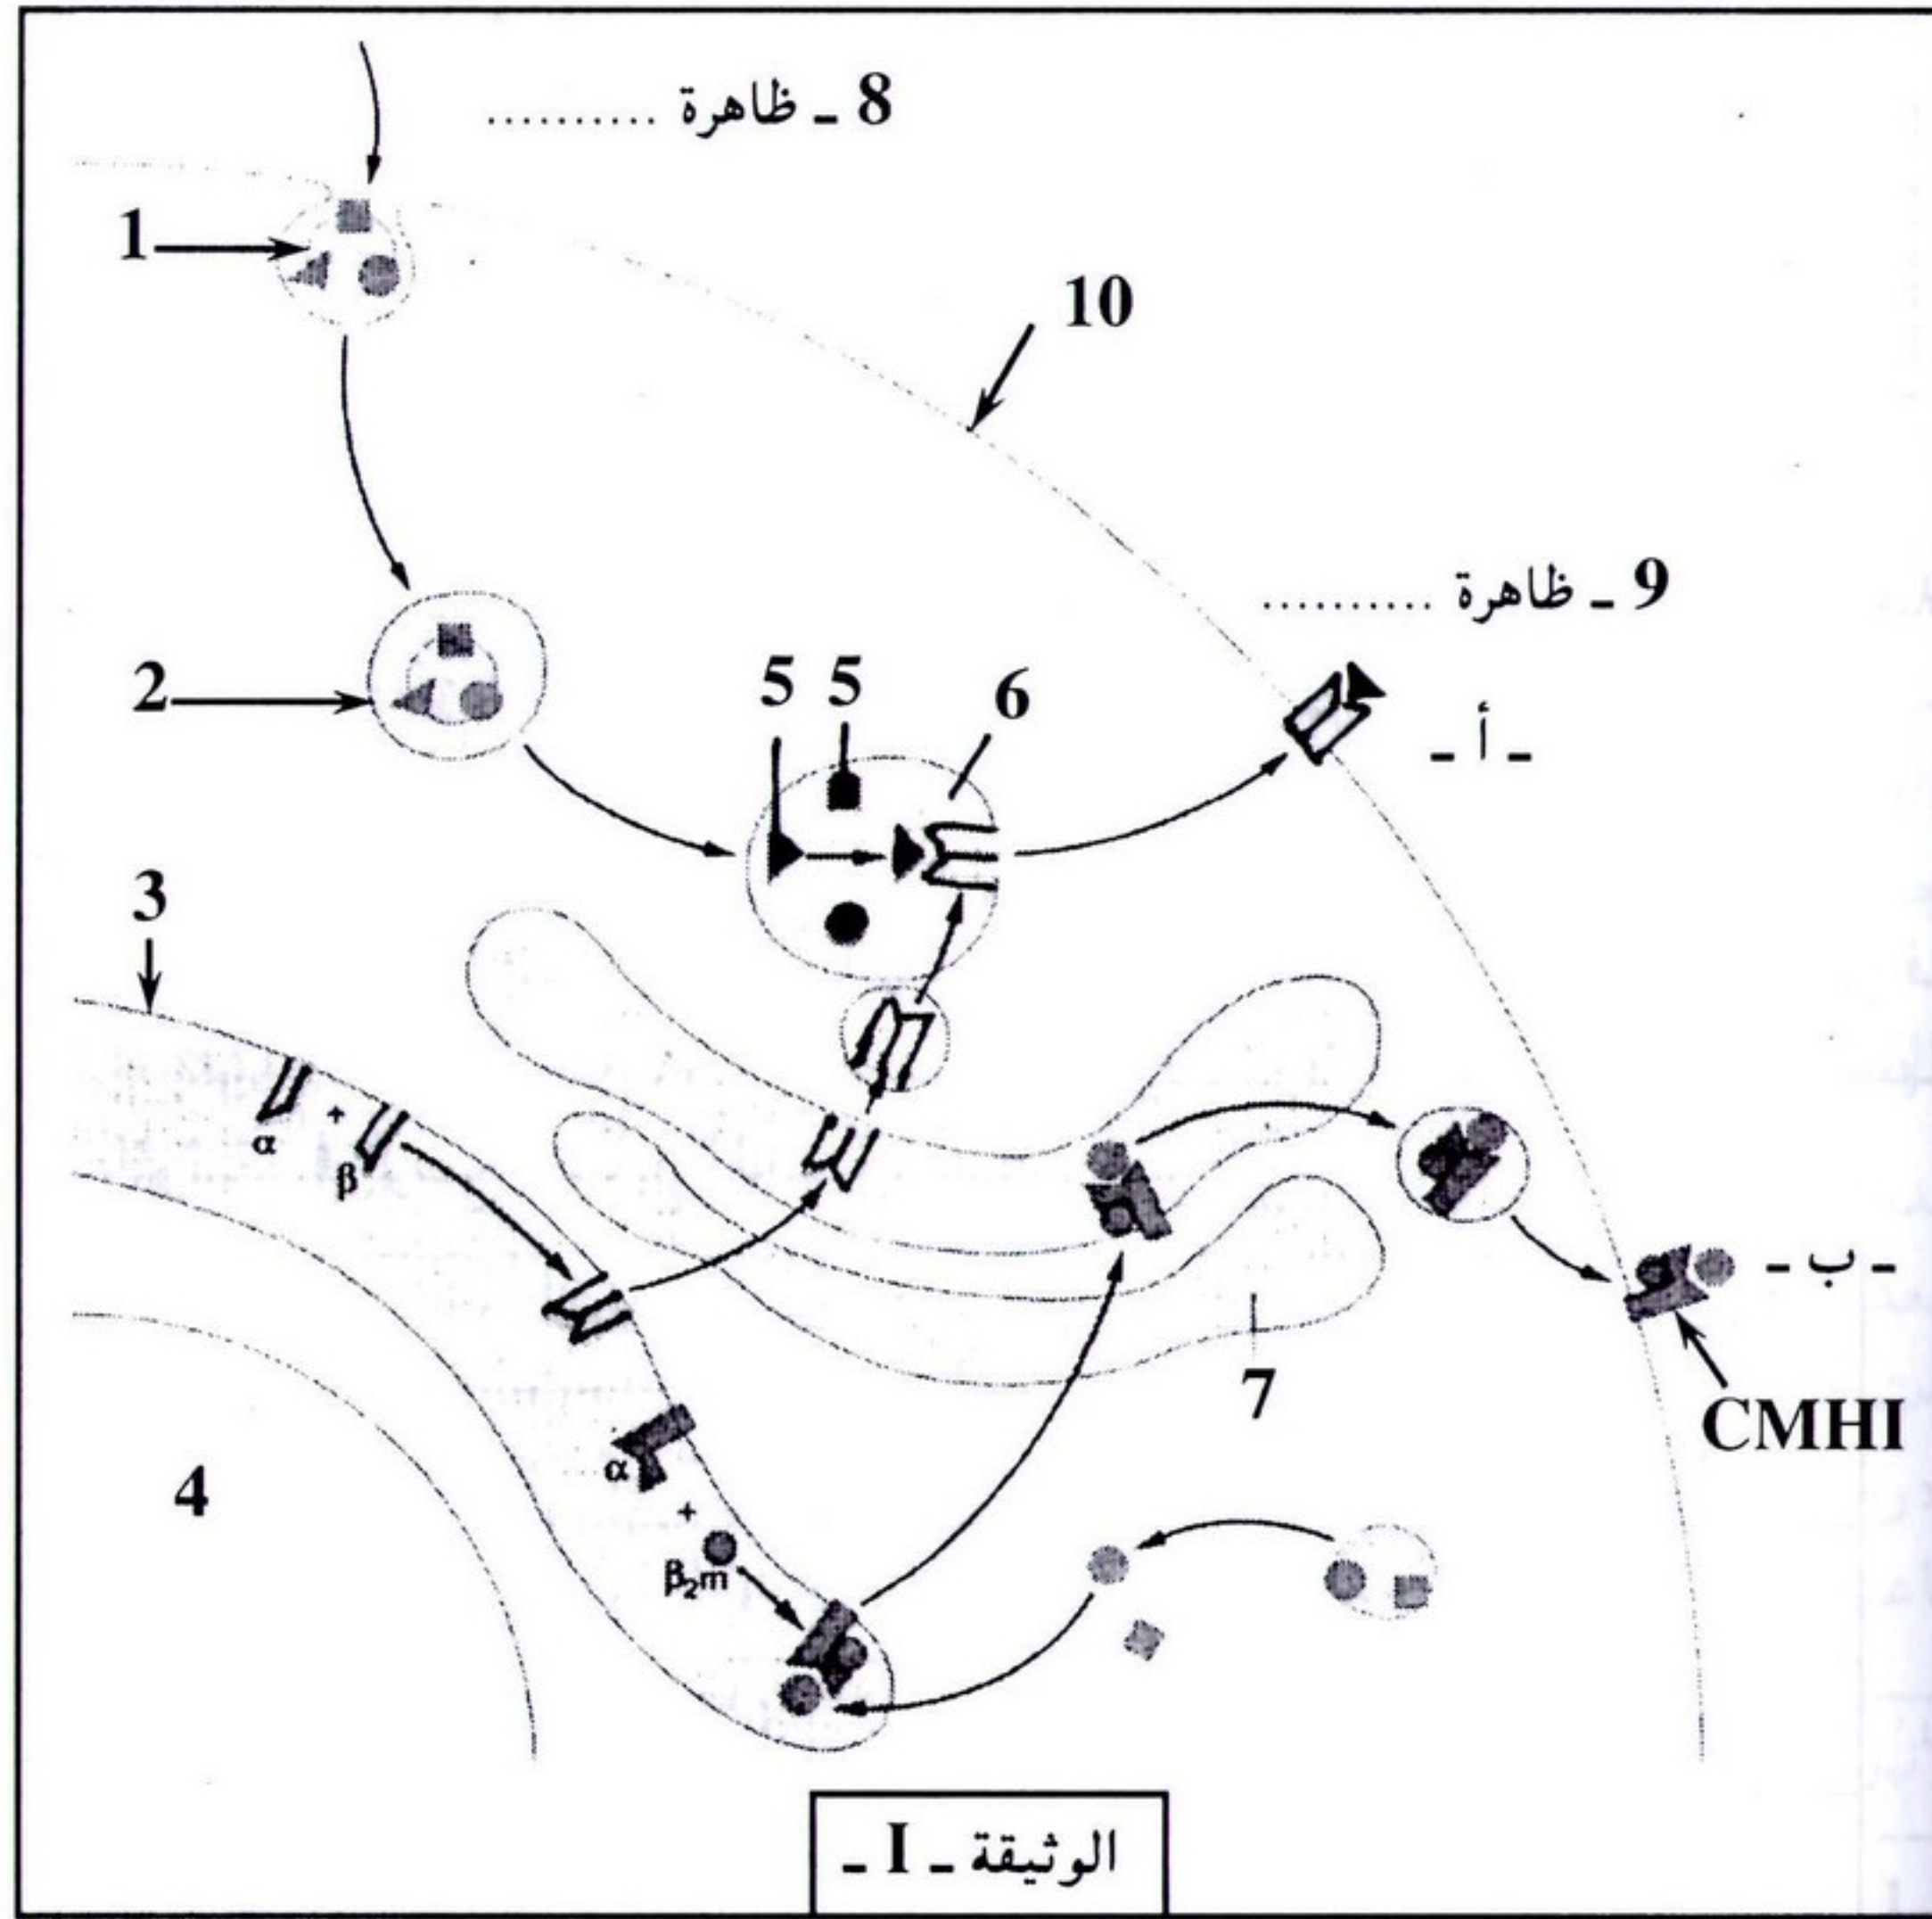 8 ـ ظاهرة ..........
1
10
9 ـ ظاهرة ..........
2
5 5 6
ـ أ ـ
3
α + β
ـ ب ـ
7
CMHI
4
α
+
β₂m
الوثيقة ـ I ـ